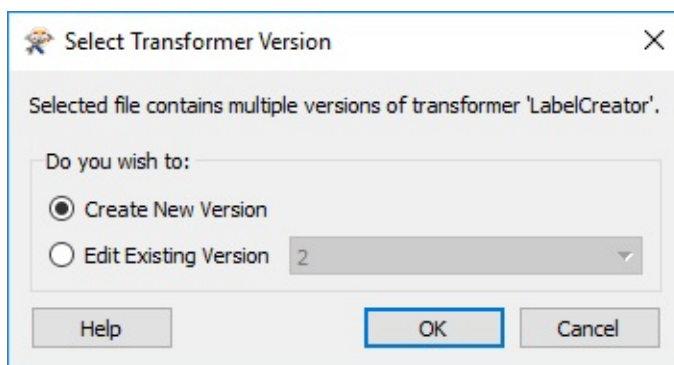 Select Transformer Version
Selected file contains multiple versions of transformer 'LabelCreator'.
Do you wish to:
Create New Version
Edit Existing Version 2
Help OK Cancel